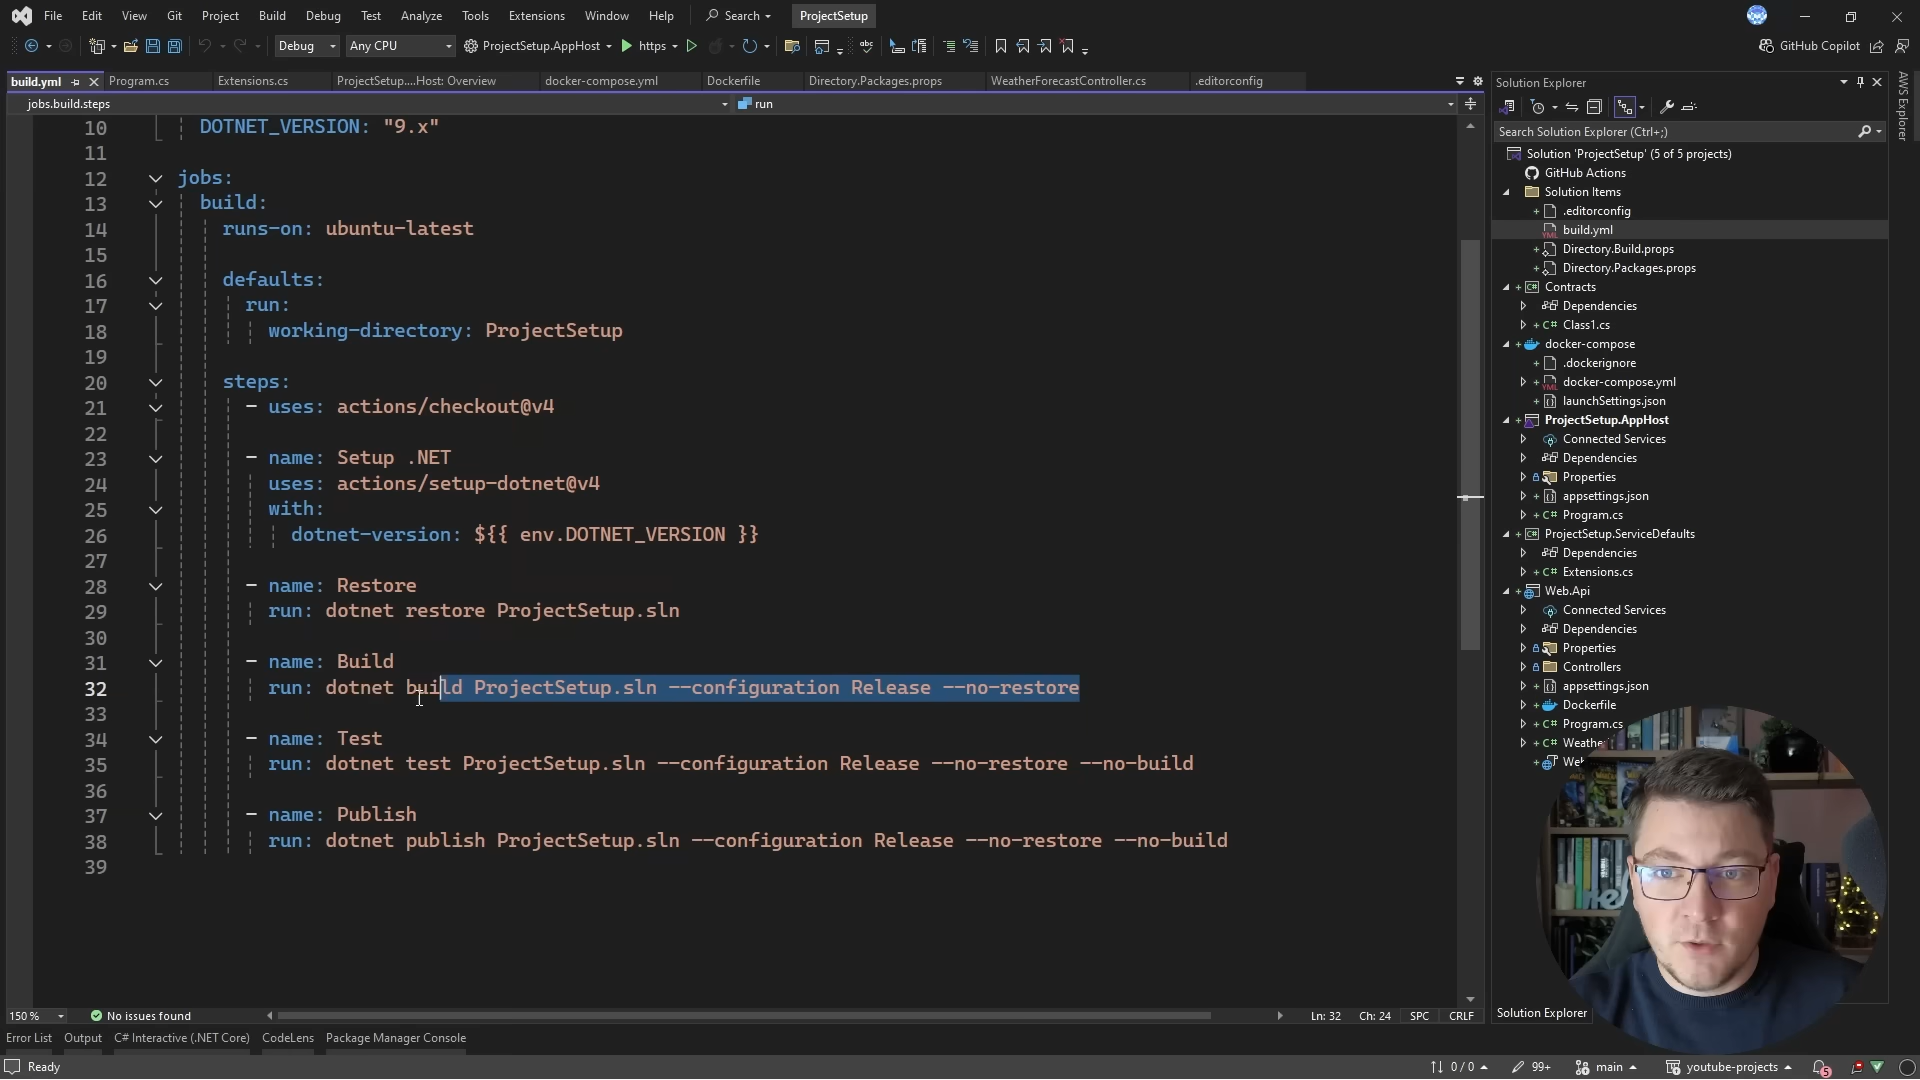 File Edit View Git Project Build Debug Test Analyze Tools Extensions Window Help Search ProjectSetup
Debug Any CPU ProjectSetup.AppHost https GitHub Copilot
build.yml Program.cs Extensions.cs ProjectSetup....Host: Overview docker-compose.yml Dockerfile Directory.Packages.props WeatherForecastController.cs .editorconfig
jobs.build.steps run
10 DOTNET_VERSION: "9.x"
11
12 jobs:
13 build:
14 runs-on: ubuntu-latest
15
16 defaults:
17 run:
18 working-directory: ProjectSetup
19
20 steps:
21 - uses: actions/checkout@v4
22
23 - name: Setup .NET
24 uses: actions/setup-dotnet@v4
25 with:
26 dotnet-version: ${{ env.DOTNET_VERSION }}
27
28 - name: Restore
29 run: dotnet restore ProjectSetup.sln
30
31 - name: Build
32 run: dotnet build ProjectSetup.sln --configuration Release --no-restore
33
34 - name: Test
35 run: dotnet test ProjectSetup.sln --configuration Release --no-restore --no-build
36
37 - name: Publish
38 run: dotnet publish ProjectSetup.sln --configuration Release --no-restore --no-build
39
150 % No issues found Ln: 32 Ch: 24 SPC CRLF
Error List Output C# Interactive (.NET Core) CodeLens Package Manager Console
Solution Explorer
Search Solution Explorer (Ctrl+;)
Solution 'ProjectSetup' (5 of 5 projects)
GitHub Actions
Solution Items
.editorconfig
build.yml
Directory.Build.props
Directory.Packages.props
Contracts
Dependencies
Class1.cs
docker-compose
.dockerignore
docker-compose.yml
launchSettings.json
ProjectSetup.AppHost
Connected Services
Dependencies
Properties
appsettings.json
Program.cs
ProjectSetup.ServiceDefaults
Dependencies
Extensions.cs
Web.Api
Connected Services
Dependencies
Properties
Controllers
appsettings.json
Dockerfile
Program.cs
Weathe
Solution Explorer
AWS Explorer
Ready 0 / 0 99+ main youtube-projects 5